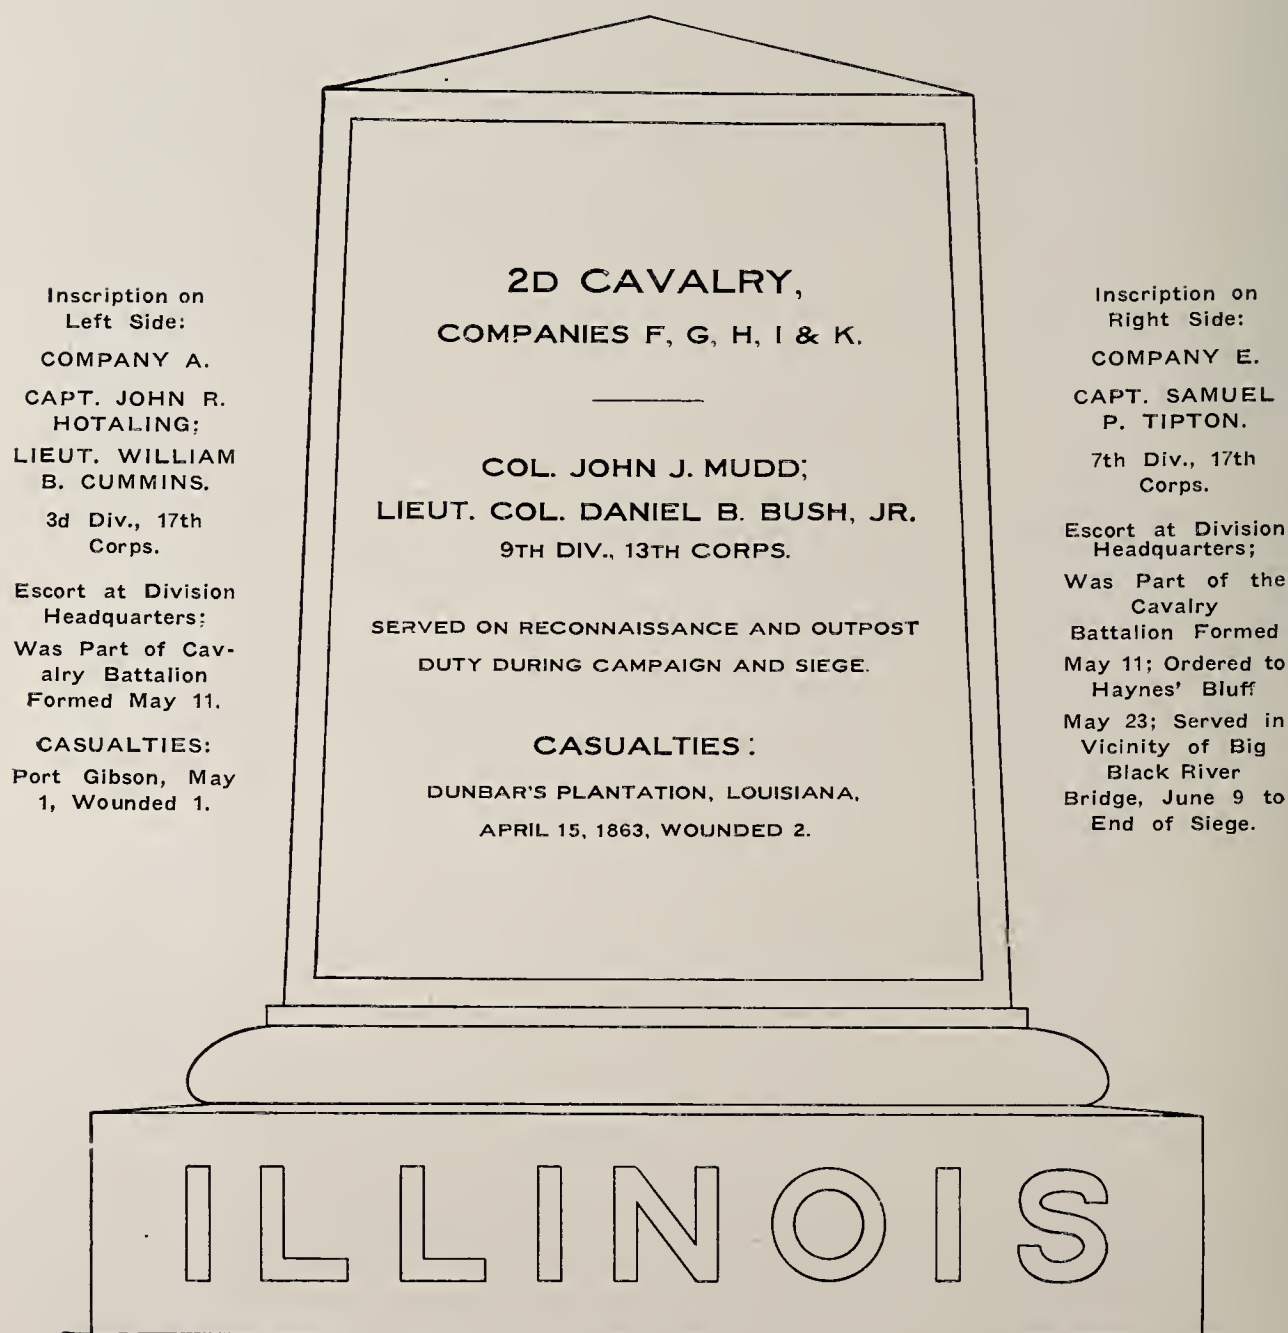 Inscription on
Left Side:
COMPANY A.
CAPT. JOHN R.
HOTALING;
LIEUT. WILLIAM
B. CUMMINS.
3d Div., 17th
Corps.
Escort at Division
Headquarters;
Was Part of Cav-
alry Battalion
Formed May 11.
CASUALTIES:
Port Gibson, May
1, Wounded 1.
2D CAVALRY,
COMPANIES F, G, H, I & K.
COL. JOHN J. MUDD;
LIEUT. COL. DANIEL B. BUSH, JR.
9TH DIV., 13TH CORPS.
SERVED ON RECONNAISSANCE AND OUTPOST
DUTY DURING CAMPAIGN AND SIEGE.
CASUALTIES:
DUNBAR'S PLANTATION, LOUISIANA,
APRIL 15, 1863, WOUNDED 2.
Inscription on
Right Side:
COMPANY E.
CAPT. SAMUEL
P. TIPTON.
7th Div., 17th
Corps.
Escort at Division
Headquarters;
Was Part of the
Cavalry
Battalion Formed
May 11; Ordered to
Haynes' Bluff
May 23; Served in
Vicinity of Big
Black River
Bridge, June 9 to
End of Siege.
ILLINOIS